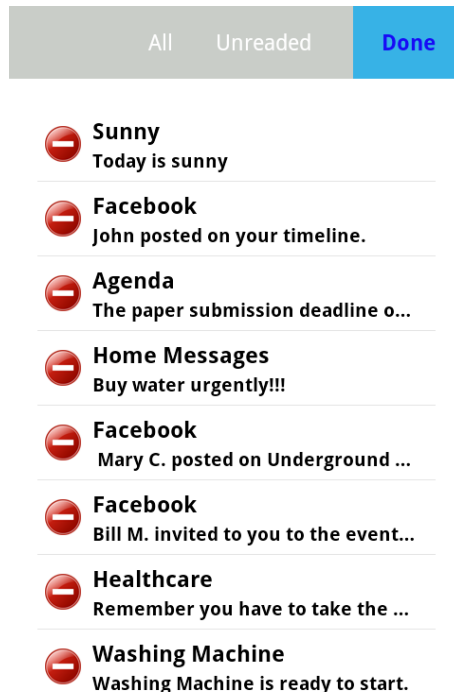 All Unreaded Done
Sunny
Today is sunny
Facebook
John posted on your timeline.
Agenda
The paper submission deadline o...
Home Messages
Buy water urgently!!!
Facebook
Mary C. posted on Underground ...
Facebook
Bill M. invited to you to the event...
Healthcare
Remember you have to take the ...
Washing Machine
Washing Machine is ready to start.